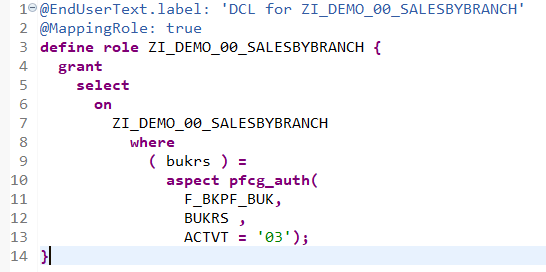 1 @EndUserText.label: 'DCL for ZI_DEMO_00_SALESBYBRANCH'
2 @MappingRole: true
3 define role ZI_DEMO_00_SALESBYBRANCH {
4   grant
5     select
6       on
7         ZI_DEMO_00_SALESBYBRANCH
8           where
9             ( bukrs ) =
10               aspect pfcg_auth(
11                 F_BKPF_BUK,
12                 BUKRS ,
13                 ACTVT = '03');
14 }